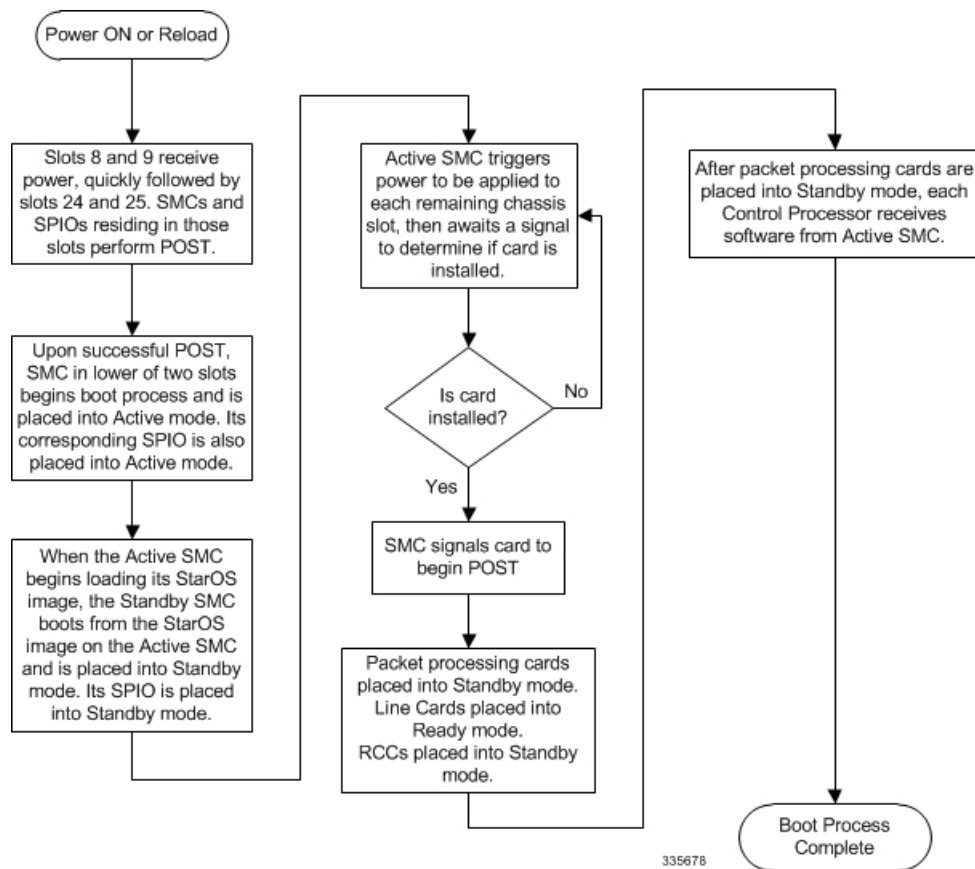 Power ON or Reload
Slots 8 and 9 receive
power, quickly followed by
slots 24 and 25. SMCs and
SPIOs residing in those
slots perform POST.
Upon successful POST,
SMC in lower of two slots
begins boot process and is
placed into Active mode. Its
corresponding SPIO is also
placed into Active mode.
When the Active SMC
begins loading its StarOS
image, the Standby SMC
boots from the StarOS
image on the Active SMC
and is placed into Standby
mode. Its SPIO is placed
into Standby mode.
Active SMC triggers
power to be applied to
each remaining chassis
slot, then awaits a signal
to determine if card is
installed.
Is card
installed?
No
Yes
SMC signals card to
begin POST
Packet processing cards
placed into Standby mode.
Line Cards placed into
Ready mode.
RCCs placed into Standby
mode.
After packet processing cards are
placed into Standby mode, each
Control Processor receives
software from Active SMC.
Boot Process
Complete
335678